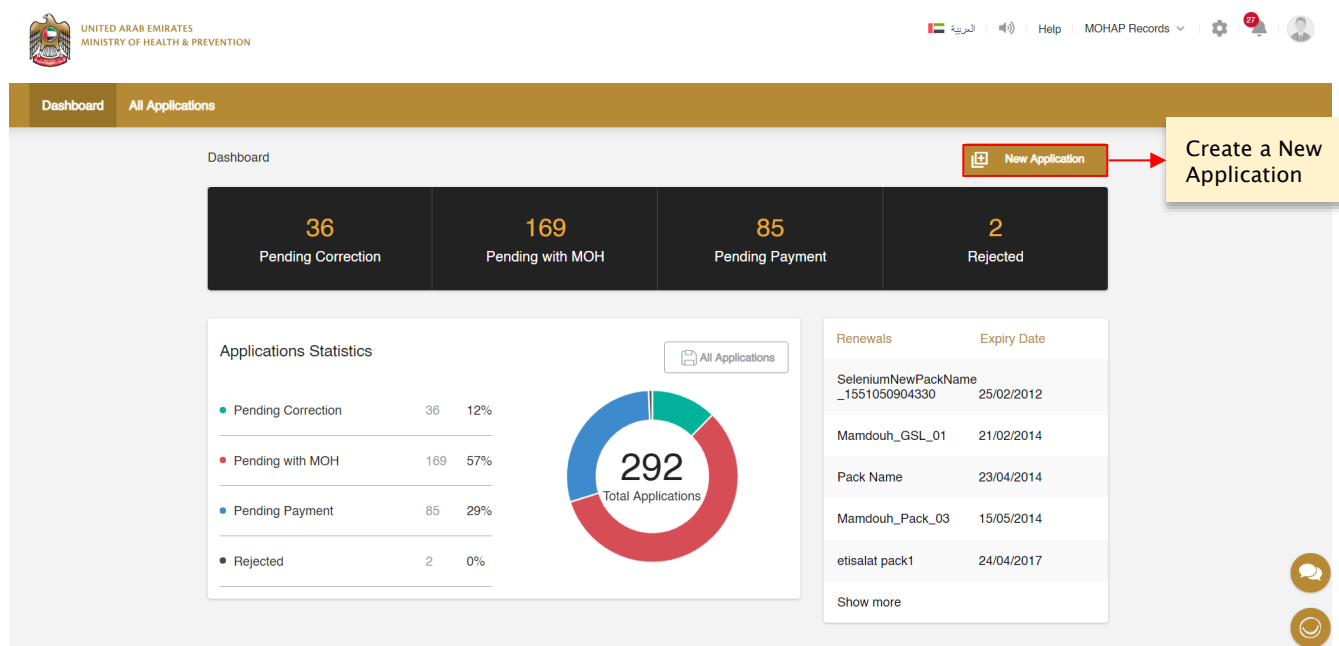 UNITED ARAB EMIRATES
MINISTRY OF HEALTH & PREVENTION
العربية
Help
MOHAP Records
27
Dashboard
All Applications
Dashboard
New Application
Create a New
Application
36
Pending Correction
169
Pending with MOH
85
Pending Payment
2
Rejected
Applications Statistics
All Applications
Pending Correction 36 12%
Pending with MOH 169 57%
Pending Payment 85 29%
Rejected 2 0%
292
Total Applications
Renewals Expiry Date
SeleniumNewPackName
_1551050904330 25/02/2012
Mamdouh_GSL_01 21/02/2014
Pack Name 23/04/2014
Mamdouh_Pack_03 15/05/2014
etisalat pack1 24/04/2017
Show more